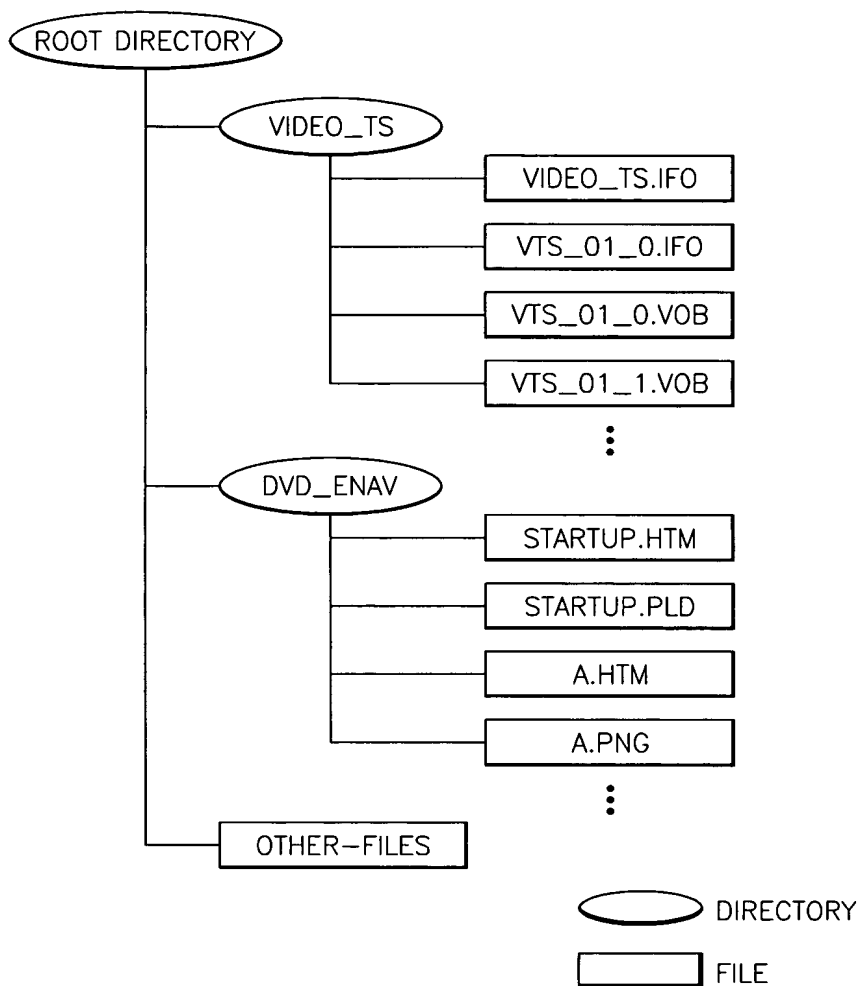 ROOT DIRECTORY
VIDEO_TS
VIDEO_TS.IFO
VTS_01_0.IFO
VTS_01_0.VOB
VTS_01_1.VOB
DVD_ENAV
STARTUP.HTM
STARTUP.PLD
A.HTM
A.PNG
OTHER-FILES
DIRECTORY
FILE